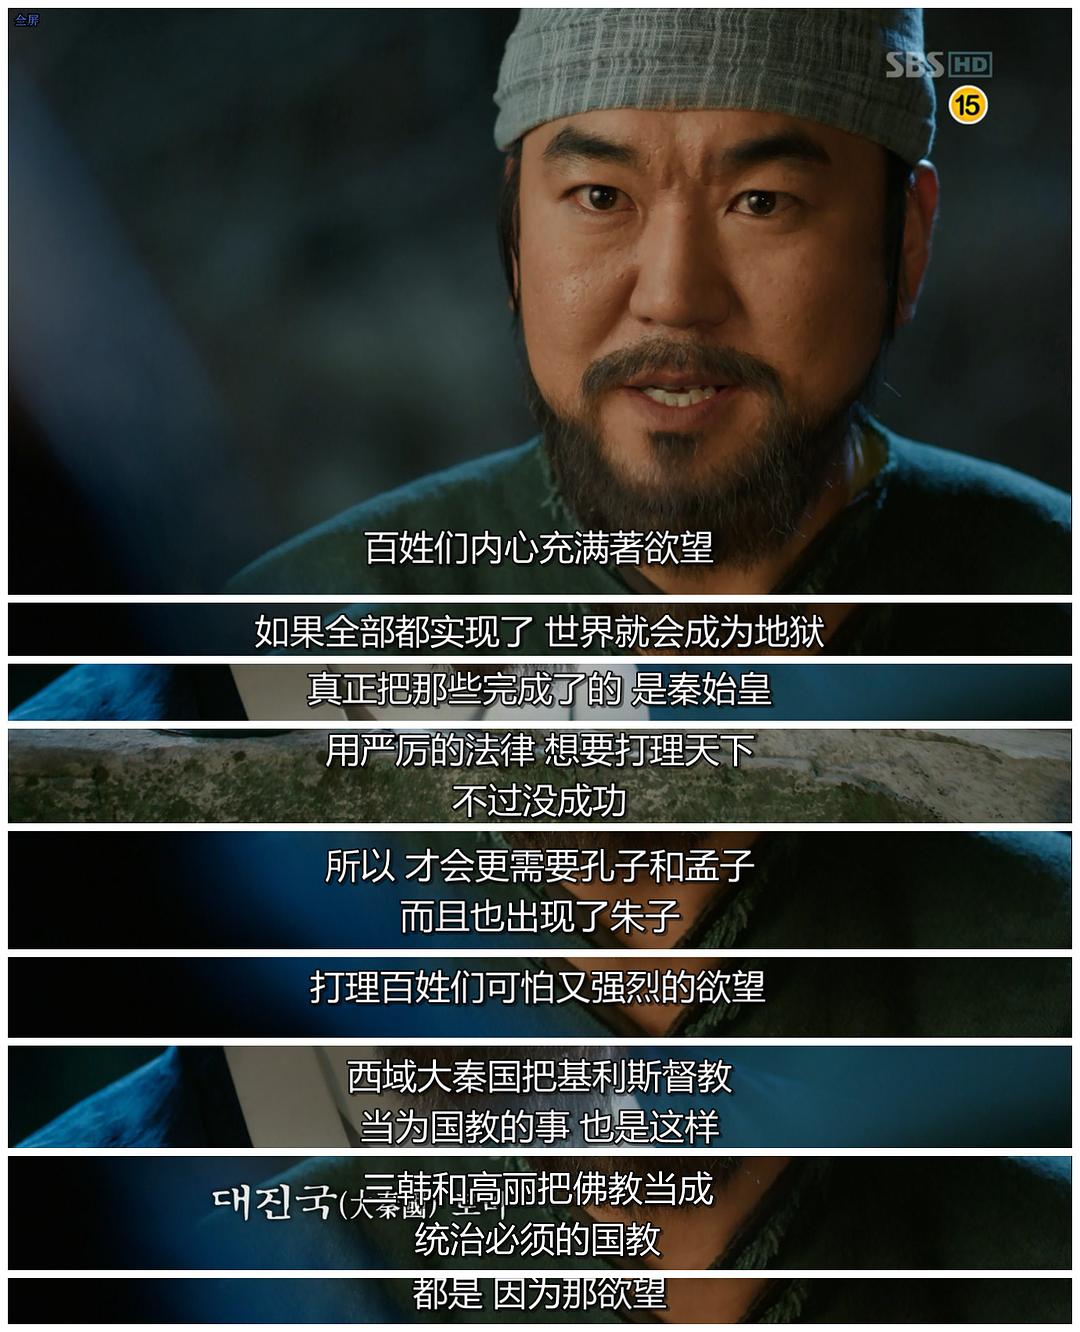 全屏
SBS HD
15
百姓们内心充满著欲望
如果全部都实现了 世界就会成为地狱
真正把那些完成了的 是秦始皇
用严厉的法律 想要打理天下
不过没成功
所以 才会更需要孔子和孟子
而且也出现了朱子
打理百姓们可怕又强烈的欲望
西域大秦国把基利斯督教
当为国教的事 也是这样
三韩和高丽把佛教当成
대진국(大秦國)
统治必须的国教
都是 因为那欲望